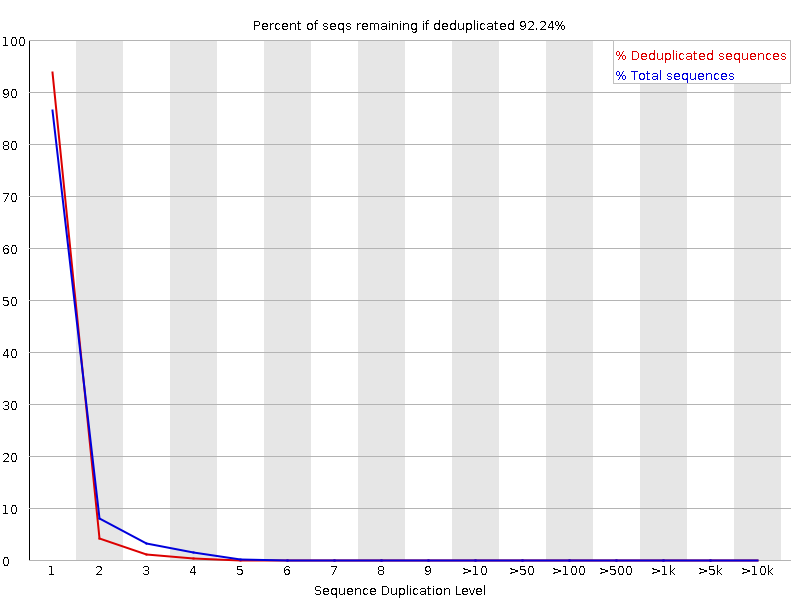 Percent of seqs remaining if deduplicated 92.24%
% Deduplicated sequences
% Total sequences
100
90
80
70
60
50
40
30
20
10
0
1 2 3 4 5 6 7 8 9 >10 >50 >100 >500 >1k >5k >10k
Sequence Duplication Level